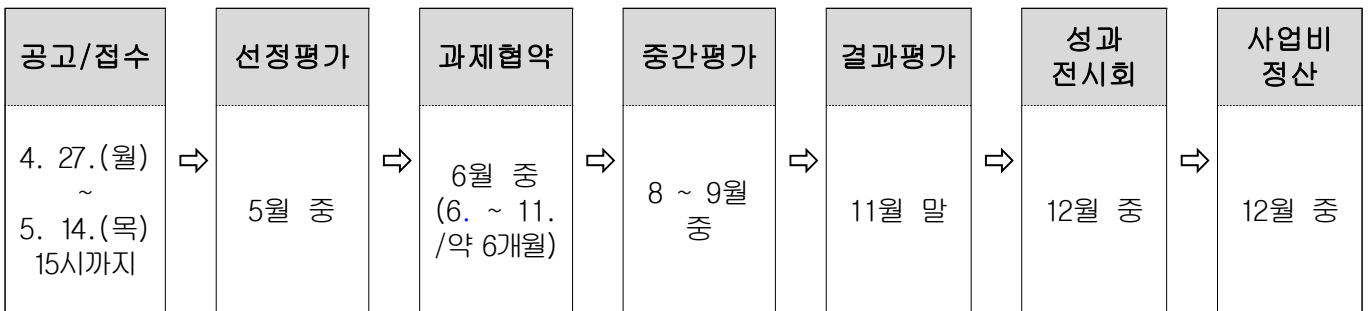 공고/접수
4. 27.(월)
~
5. 14.(목)
15시까지
⇨
선정평가
5월 중
⇨
과제협약
6월 중
(6. ~ 11.
/약 6개월)
⇨
중간평가
8 ~ 9월
중
⇨
결과평가
11월 말
⇨
성과
전시회
12월 중
⇨
사업비
정산
12월 중